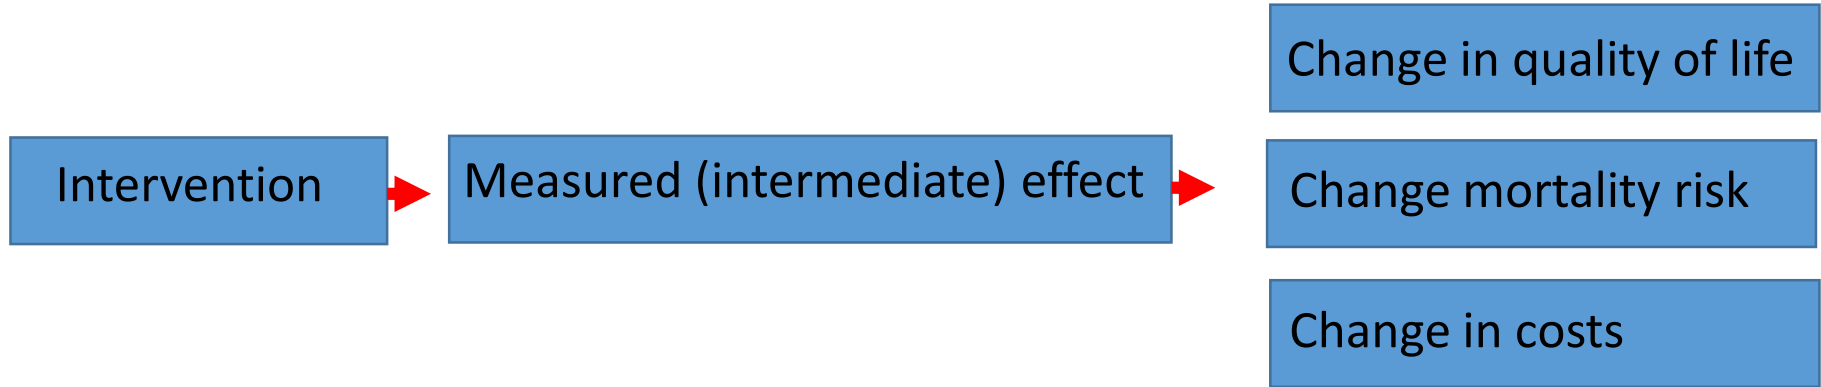 Change in quality of life
Intervention
Measured (intermediate) effect
Change mortality risk
Change in costs